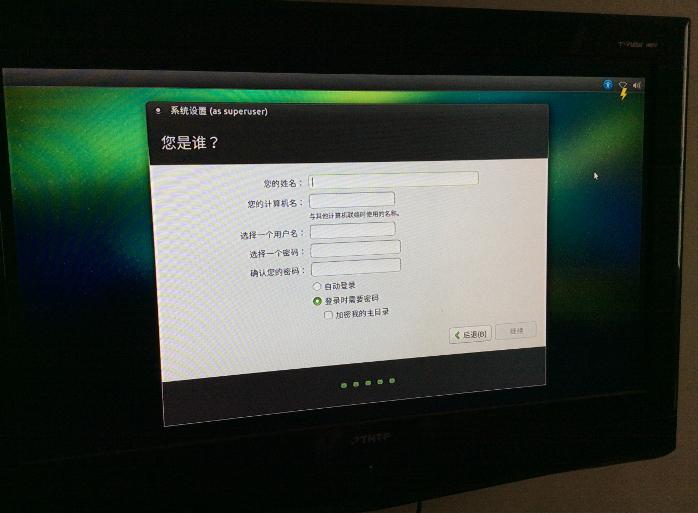 系统设置 (as superuser)
您是谁？
您的姓名：
您的计算机名：
与其他计算机联络时使用的名称。
选择一个用户名：
选择一个密码：
确认您的密码：
自动登录
登录时需要密码
加密我的主目录
后退(B)
继续